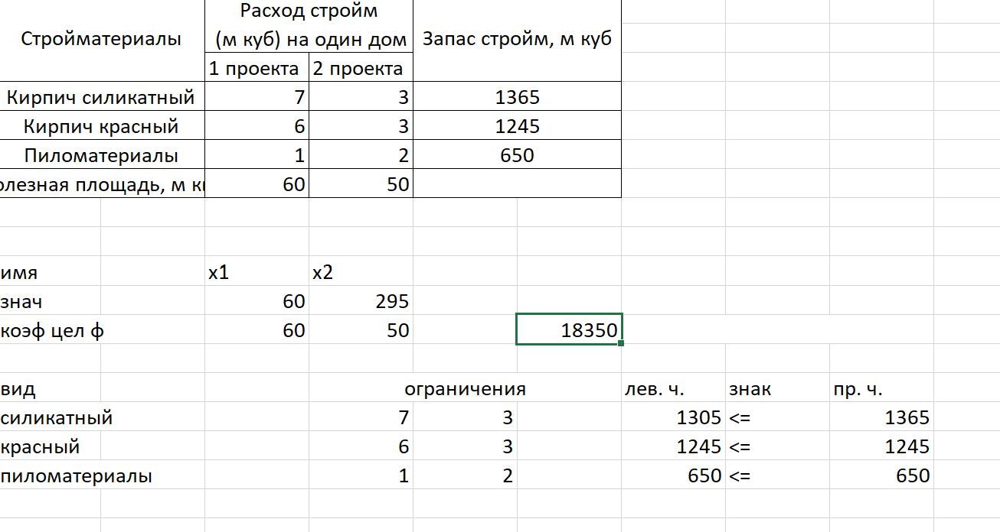 Расход стройм
Стройматериалы (м куб) на один дом Запас стройм, м куб
1 проекта 2 проекта
Кирпич силикатный 7 3 1365
Кирпич красный 6 3 1245
Пиломатериалы 1 2 650
олезная площадь, м к 60 50
имя x1 x2
знач 60 295
коэф цел ф 60 50 18350
вид ограничения лев. ч. знак пр. ч.
силикатный 7 3 1305 <= 1365
красный 6 3 1245 <= 1245
пиломатериалы 1 2 650 <= 650